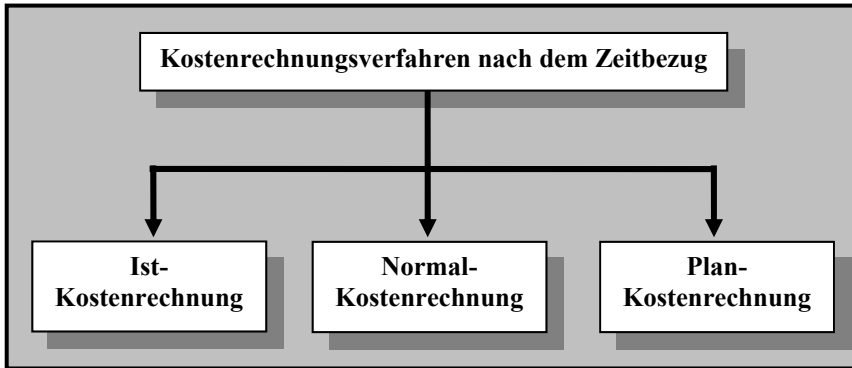 Kostenrechnungsverfahren nach dem Zeitbezug
Ist-
Kostenrechnung
Normal-
Kostenrechnung
Plan-
Kostenrechnung